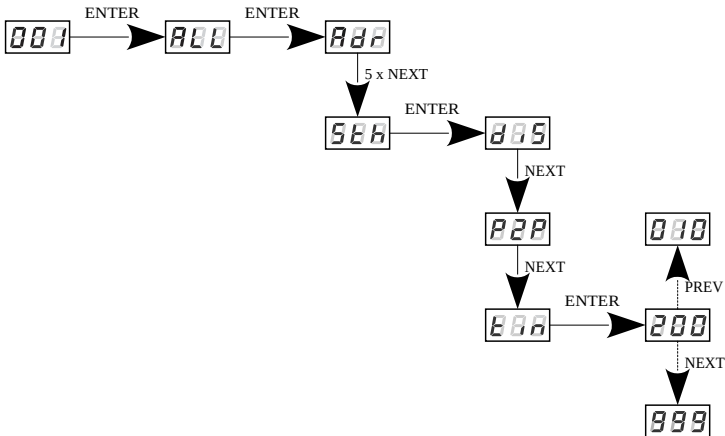 ENTER ENTER
001 ALL Adr
5 x NEXT
ENTER
Sth diS
NEXT
P2P 010
NEXT PREV
ENTER
tin 200
NEXT
999